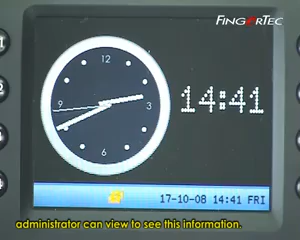 FINGERTEC
12
9
3
6
14:41
17-10-08 14:41 FRI
administrator can view to see this information.